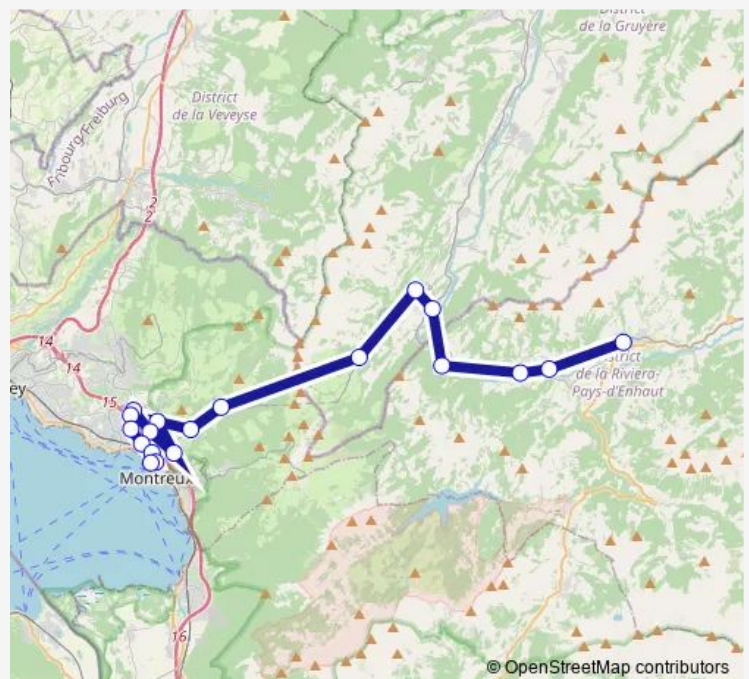 District
de la Gruyère
District
de la Veveyse
Fribourg/Freiburg
2
2
14
14
15
ey
District
de la Riviera-
Pays-d'Enhaut
Montreux
16
© OpenStreetMap contributors